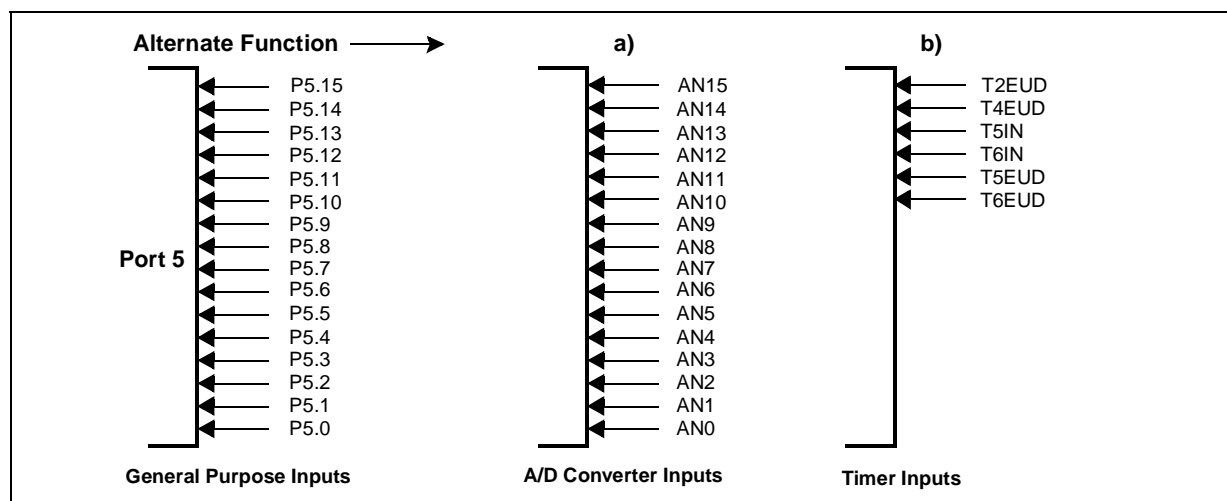 Alternate Function a) b)
P5.15 AN15 T2EUD
P5.14 AN14 T4EUD
P5.13 AN13 T5IN
P5.12 AN12 T6IN
P5.11 AN11 T5EUD
P5.10 AN10 T6EUD
P5.9 AN9
P5.8 AN8
Port 5
P5.7 AN7
P5.6 AN6
P5.5 AN5
P5.4 AN4
P5.3 AN3
P5.2 AN2
P5.1 AN1
P5.0 AN0
General Purpose Inputs A/D Converter Inputs Timer Inputs